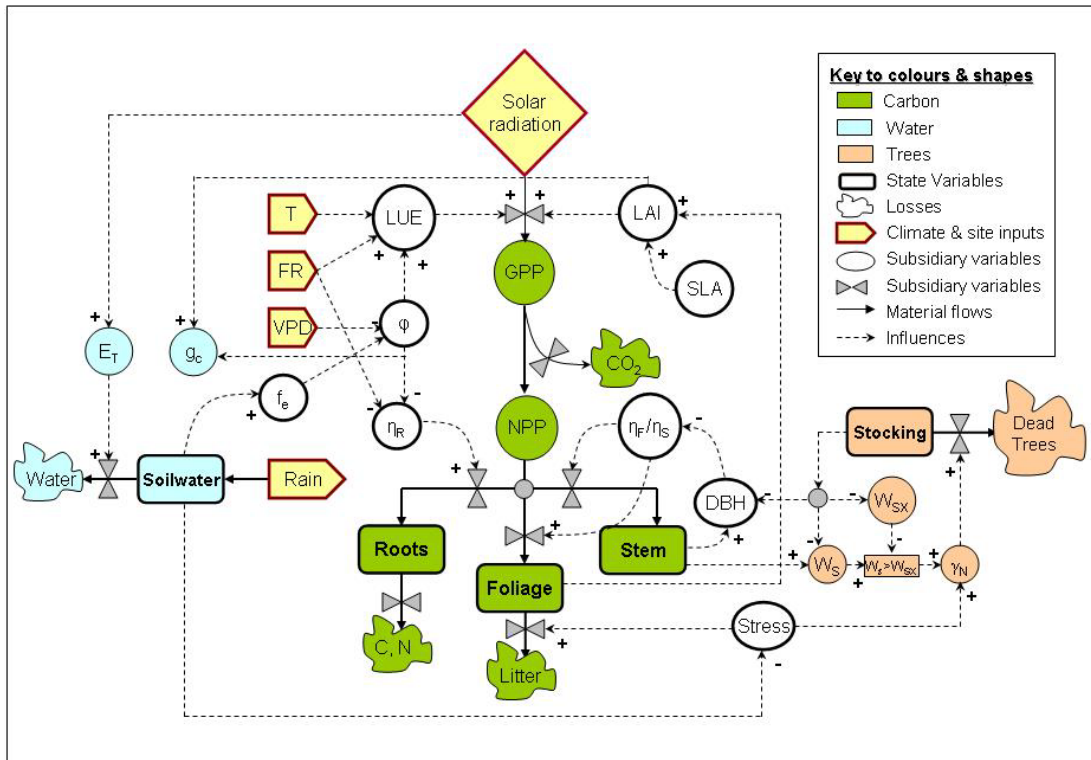 Solar
radiation
Key to colours & shapes
Carbon
Water
Trees
State Variables
Losses
Climate & site inputs
Subsidiary variables
Subsidiary variables
Material flows
Influences
T
LUE
+
+
LAI
+
+
+
FR
GPP
+
SLA
VPD
-
φ
+
+
E_T
g_c
CO₂
f_e
+
-
-
η_R
NPP
η_F/η_S
-
Stocking
Dead
Trees
+
Water
+
Soilwater
Rain
+
DBH
-
-
W_SX
+
Roots
+
Stem
+
+
-
W_S
+
-
W_s>W_SX
+
γ_N
+
Foliage
C, N
+
Stress
-
Litter